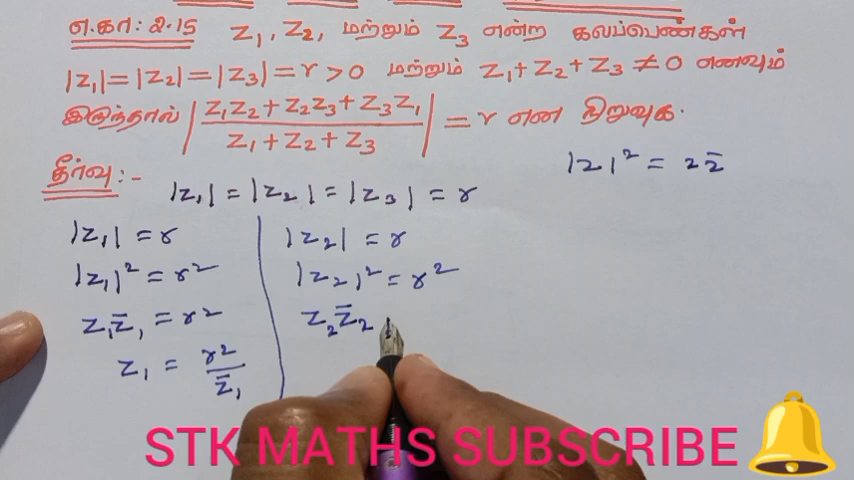 எ.கா: 2.15 Z₁, Z₂, மற்றும் Z₃ என்ற கலப்பெண்கள்
|Z₁| = |Z₂| = |Z₃| = r > 0 மற்றும் Z₁ + Z₂ + Z₃ ≠ 0 எனவும்
இருந்தால் | (Z₁Z₂ + Z₂Z₃ + Z₃Z₁) / (Z₁ + Z₂ + Z₃) | = r என நிறுவுக.
தீர்வு :-
|z|² = z z̄
|z₁| = |z₂| = |z₃| = r
|z₁| = r
|z₁|² = r²
z₁z̄₁ = r²
z₁ = r² / z̄₁
|z₂| = r
|z₂|² = r²
z₂z̄₂
STK MATHS SUBSCRIBE